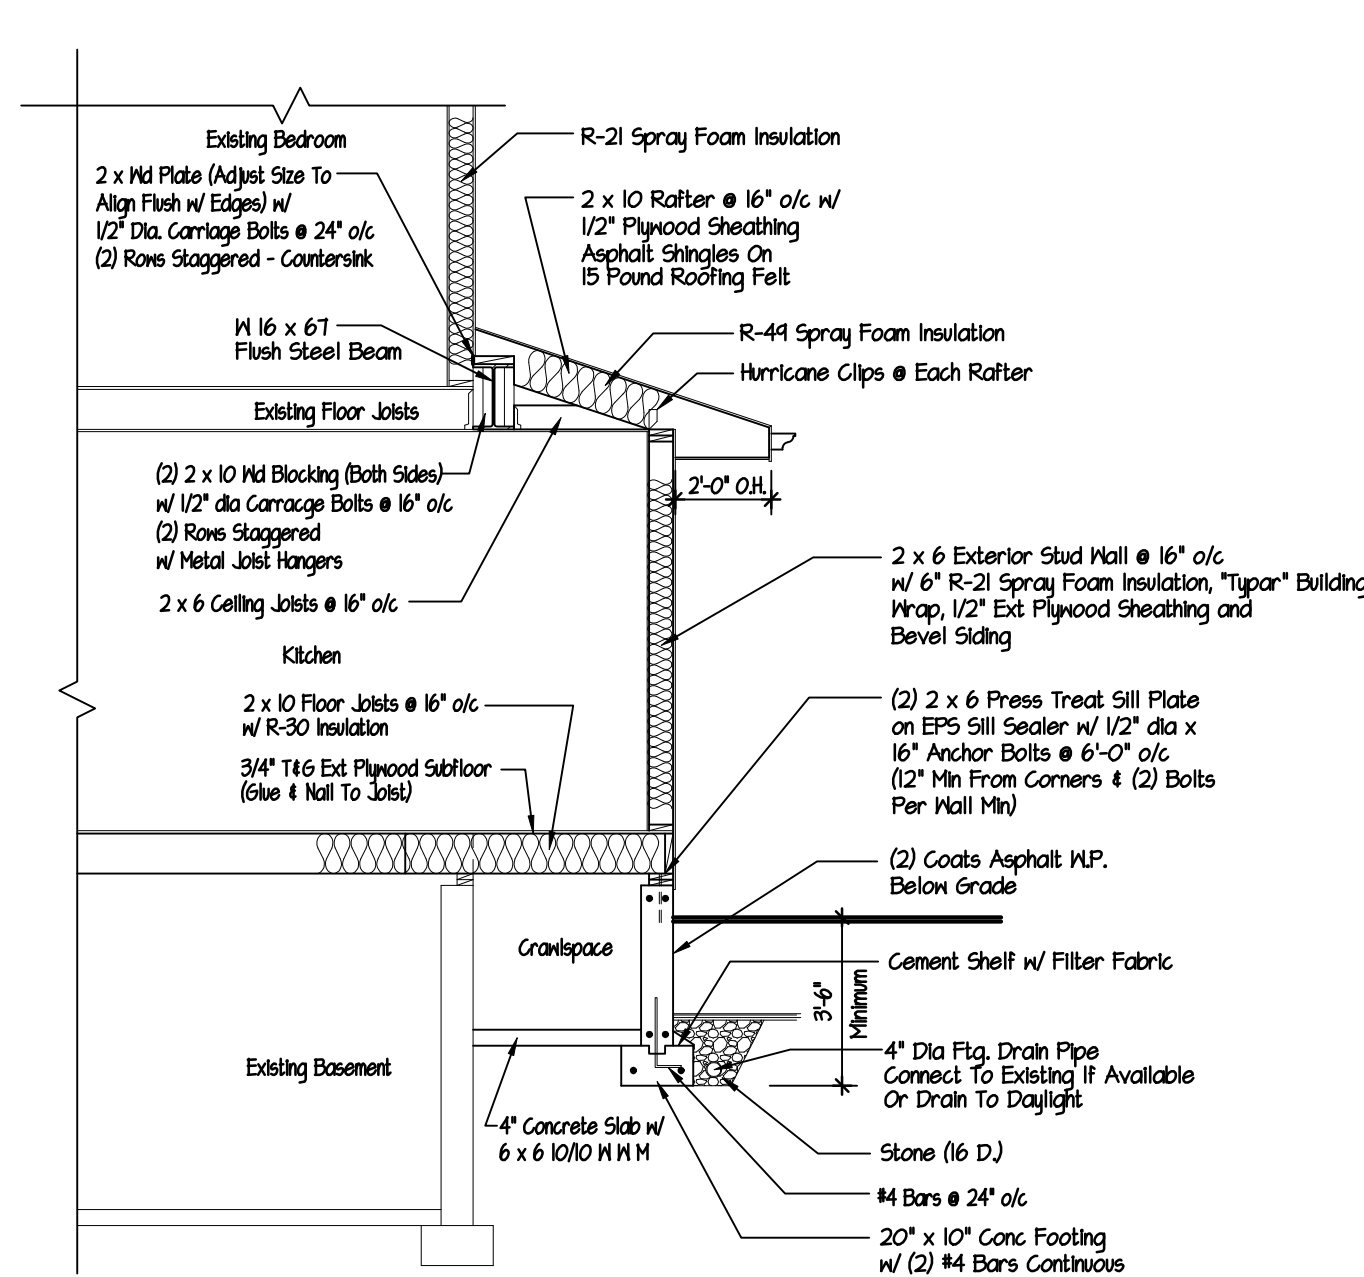 Existing Bedroom
2 x Wd Plate (Adjust Size To
Align Flush w/ Edges) w/
1/2" Dia. Carriage Bolts @ 24" o/c
(2) Rows Staggered - Countersink
W 16 x 67
Flush Steel Beam
Existing Floor Joists
(2) 2 x 10 Wd Blocking (Both Sides)
w/ 1/2" dia Carracge Bolts @ 16" o/c
(2) Rows Staggered
w/ Metal Joist Hangers
2 x 6 Ceiling Joists @ 16" o/c
Kitchen
2 x 10 Floor Joists @ 16" o/c
w/ R-30 Insulation
3/4" T&G Ext Plywood Subfloor
(Glue & Nail To Joist)
Crawlspace
Existing Basement
4" Concrete Slab w/
6 x 6 10/10 W W M
R-21 Spray Foam Insulation
2 x 10 Rafter @ 16" o/c w/
1/2" Plywood Sheathing
Asphalt Shingles On
15 Pound Roofing Felt
R-49 Spray Foam Insulation
Hurricane Clips @ Each Rafter
2'-0" O.H.
2 x 6 Exterior Stud Wall @ 16" o/c
w/ 6" R-21 Spray Foam Insulation, "Typar" Building
Wrap, 1/2" Ext Plywood Sheathing and
Bevel Siding
(2) 2 x 6 Press Treat Sill Plate
on EPS Sill Sealer w/ 1/2" dia x
16" Anchor Bolts @ 6'-0" o/c
(12" Min From Corners & (2) Bolts
Per Wall Min)
(2) Coats Asphalt W.P.
Below Grade
Cement Shelf w/ Filter Fabric
3'-6"
Minimum
4" Dia Ftg. Drain Pipe
Connect To Existing If Available
Or Drain To Daylight
Stone (16 D.)
#4 Bars @ 24" o/c
20" x 10" Conc Footing
w/ (2) #4 Bars Continuous